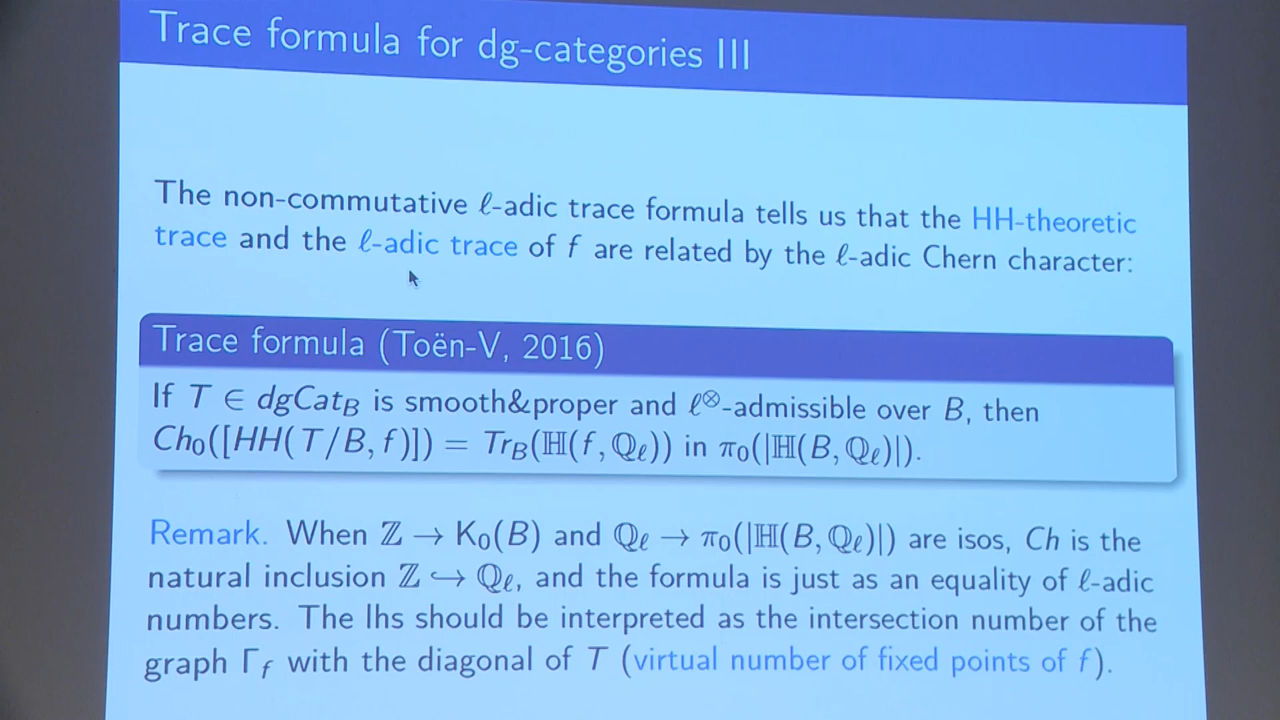 Trace formula for dg-categories III
The non-commutative ℓ-adic trace formula tells us that the HH-theoretic
trace and the ℓ-adic trace of f are related by the ℓ-adic Chern character:
Trace formula (Toën-V, 2016)
If T ∈ dgCat_B is smooth&proper and ℓ^⊗-admissible over B, then
Ch₀([HH(T/B, f)]) = Tr_B(ℍ(f, ℚ_ℓ)) in π₀(|ℍ(B, ℚ_ℓ)|).
Remark. When ℤ → K₀(B) and ℚ_ℓ → π₀(|ℍ(B, ℚ_ℓ)|) are isos, Ch is the
natural inclusion ℤ ↪ ℚ_ℓ, and the formula is just as an equality of ℓ-adic
numbers. The lhs should be interpreted as the intersection number of the
graph Γ_f with the diagonal of T (virtual number of fixed points of f).